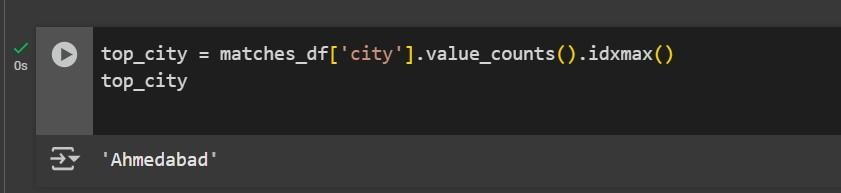 top_city = matches_df['city'].value_counts().idxmax()
0s
top_city
'Ahmedabad'